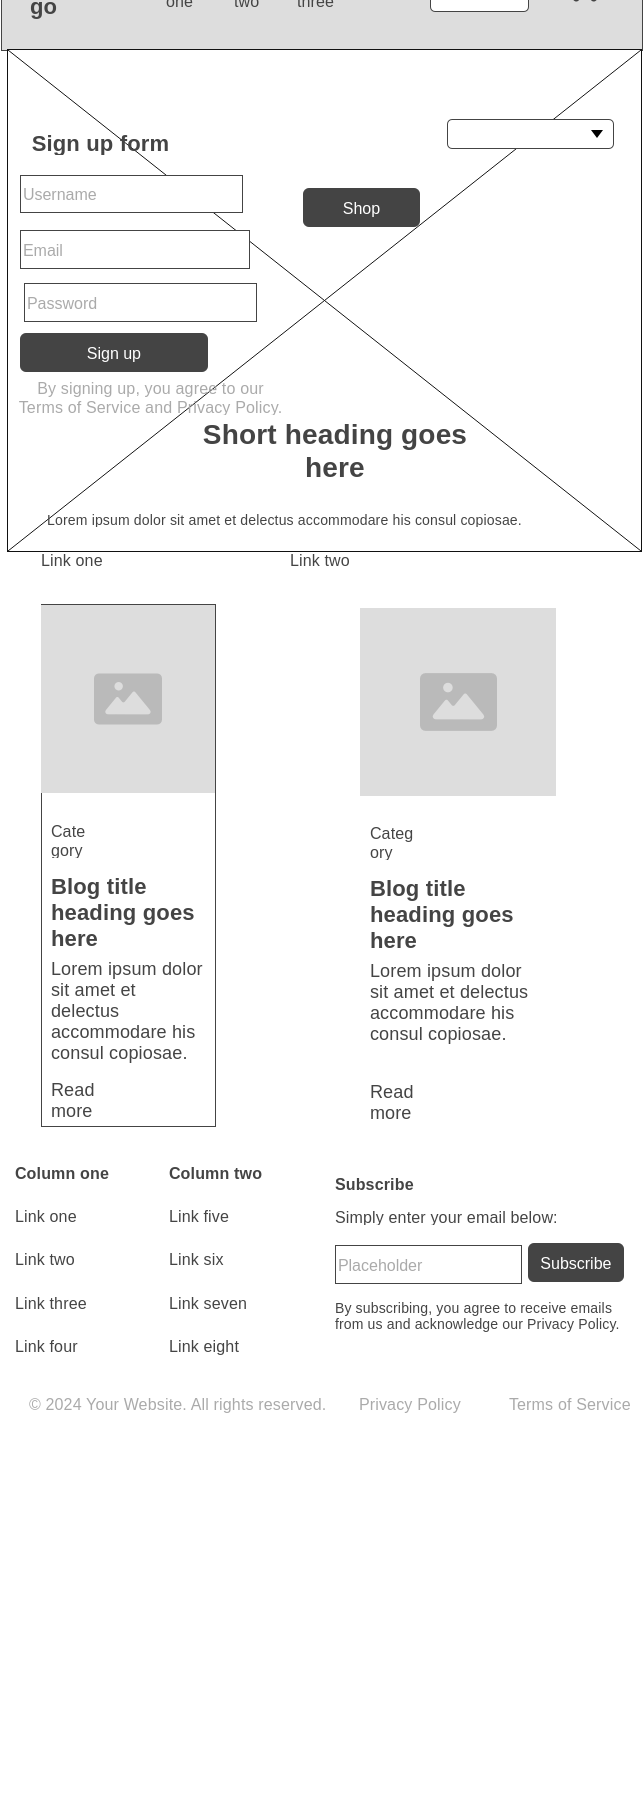 go
one two three
Sign up form
Username
Shop
Email
Password
Sign up
By signing up, you agree to our
Terms of Service and Privacy Policy.
Short heading goes
here
Lorem ipsum dolor sit amet et delectus accommodare his consul copiosae.
Link one
Link two
Cate
gory
Blog title
heading goes
here
Lorem ipsum dolor
sit amet et
delectus
accommodare his
consul copiosae.
Read
more
Categ
ory
Blog title
heading goes
here
Lorem ipsum dolor
sit amet et delectus
accommodare his
consul copiosae.
Read
more
Column one
Link one
Link two
Link three
Link four
Column two
Link five
Link six
Link seven
Link eight
Subscribe
Simply enter your email below:
Placeholder
Subscribe
By subscribing, you agree to receive emails
from us and acknowledge our Privacy Policy.
© 2024 Your Website. All rights reserved.
Privacy Policy
Terms of Service